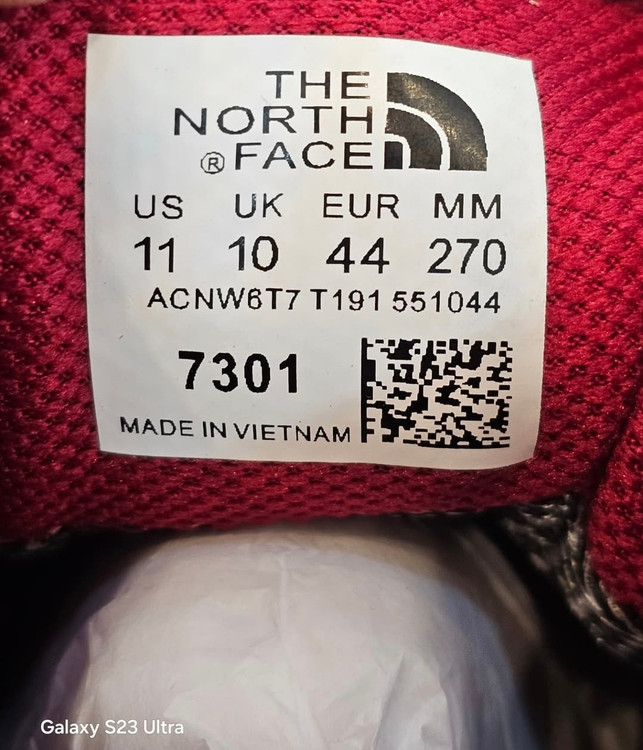 THE
NORTH
® FACE
US UK EUR MM
11 10 44 270
ACNW6T7 T191 551044
7301
MADE IN VIETNAM
Galaxy S23 Ultra